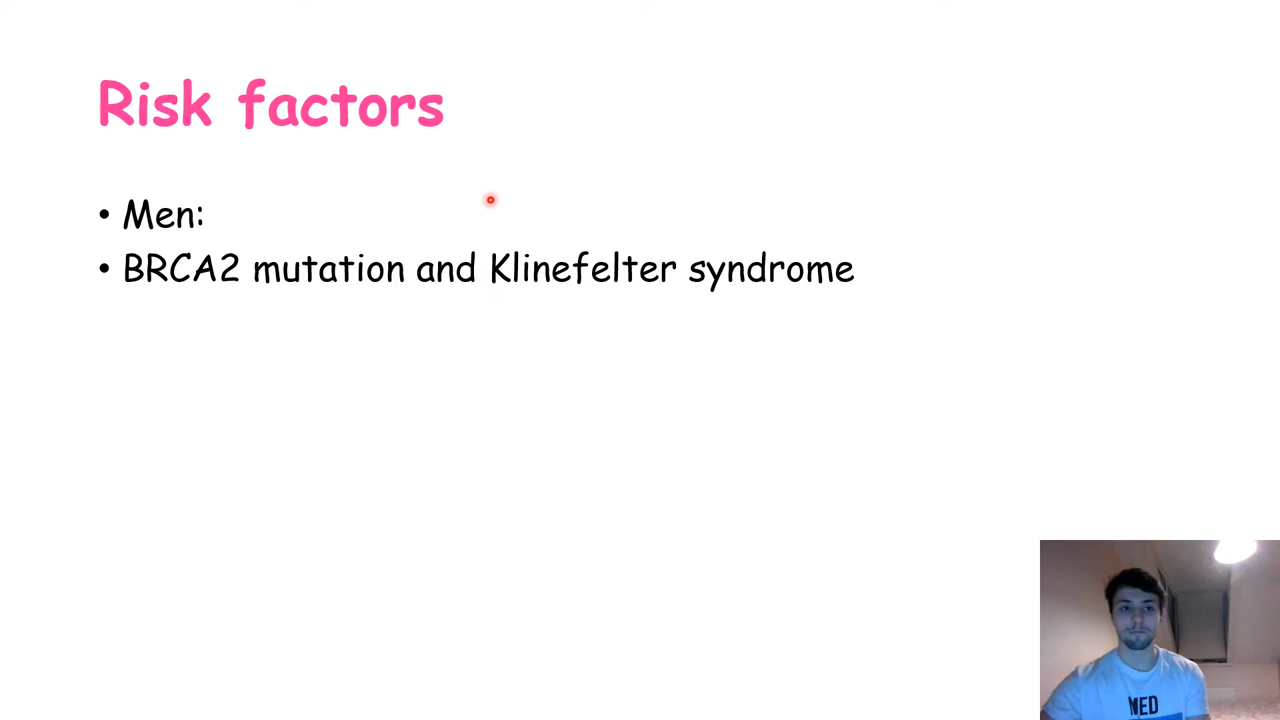 Risk factors
• Men:
• BRCA2 mutation and Klinefelter syndrome
MED